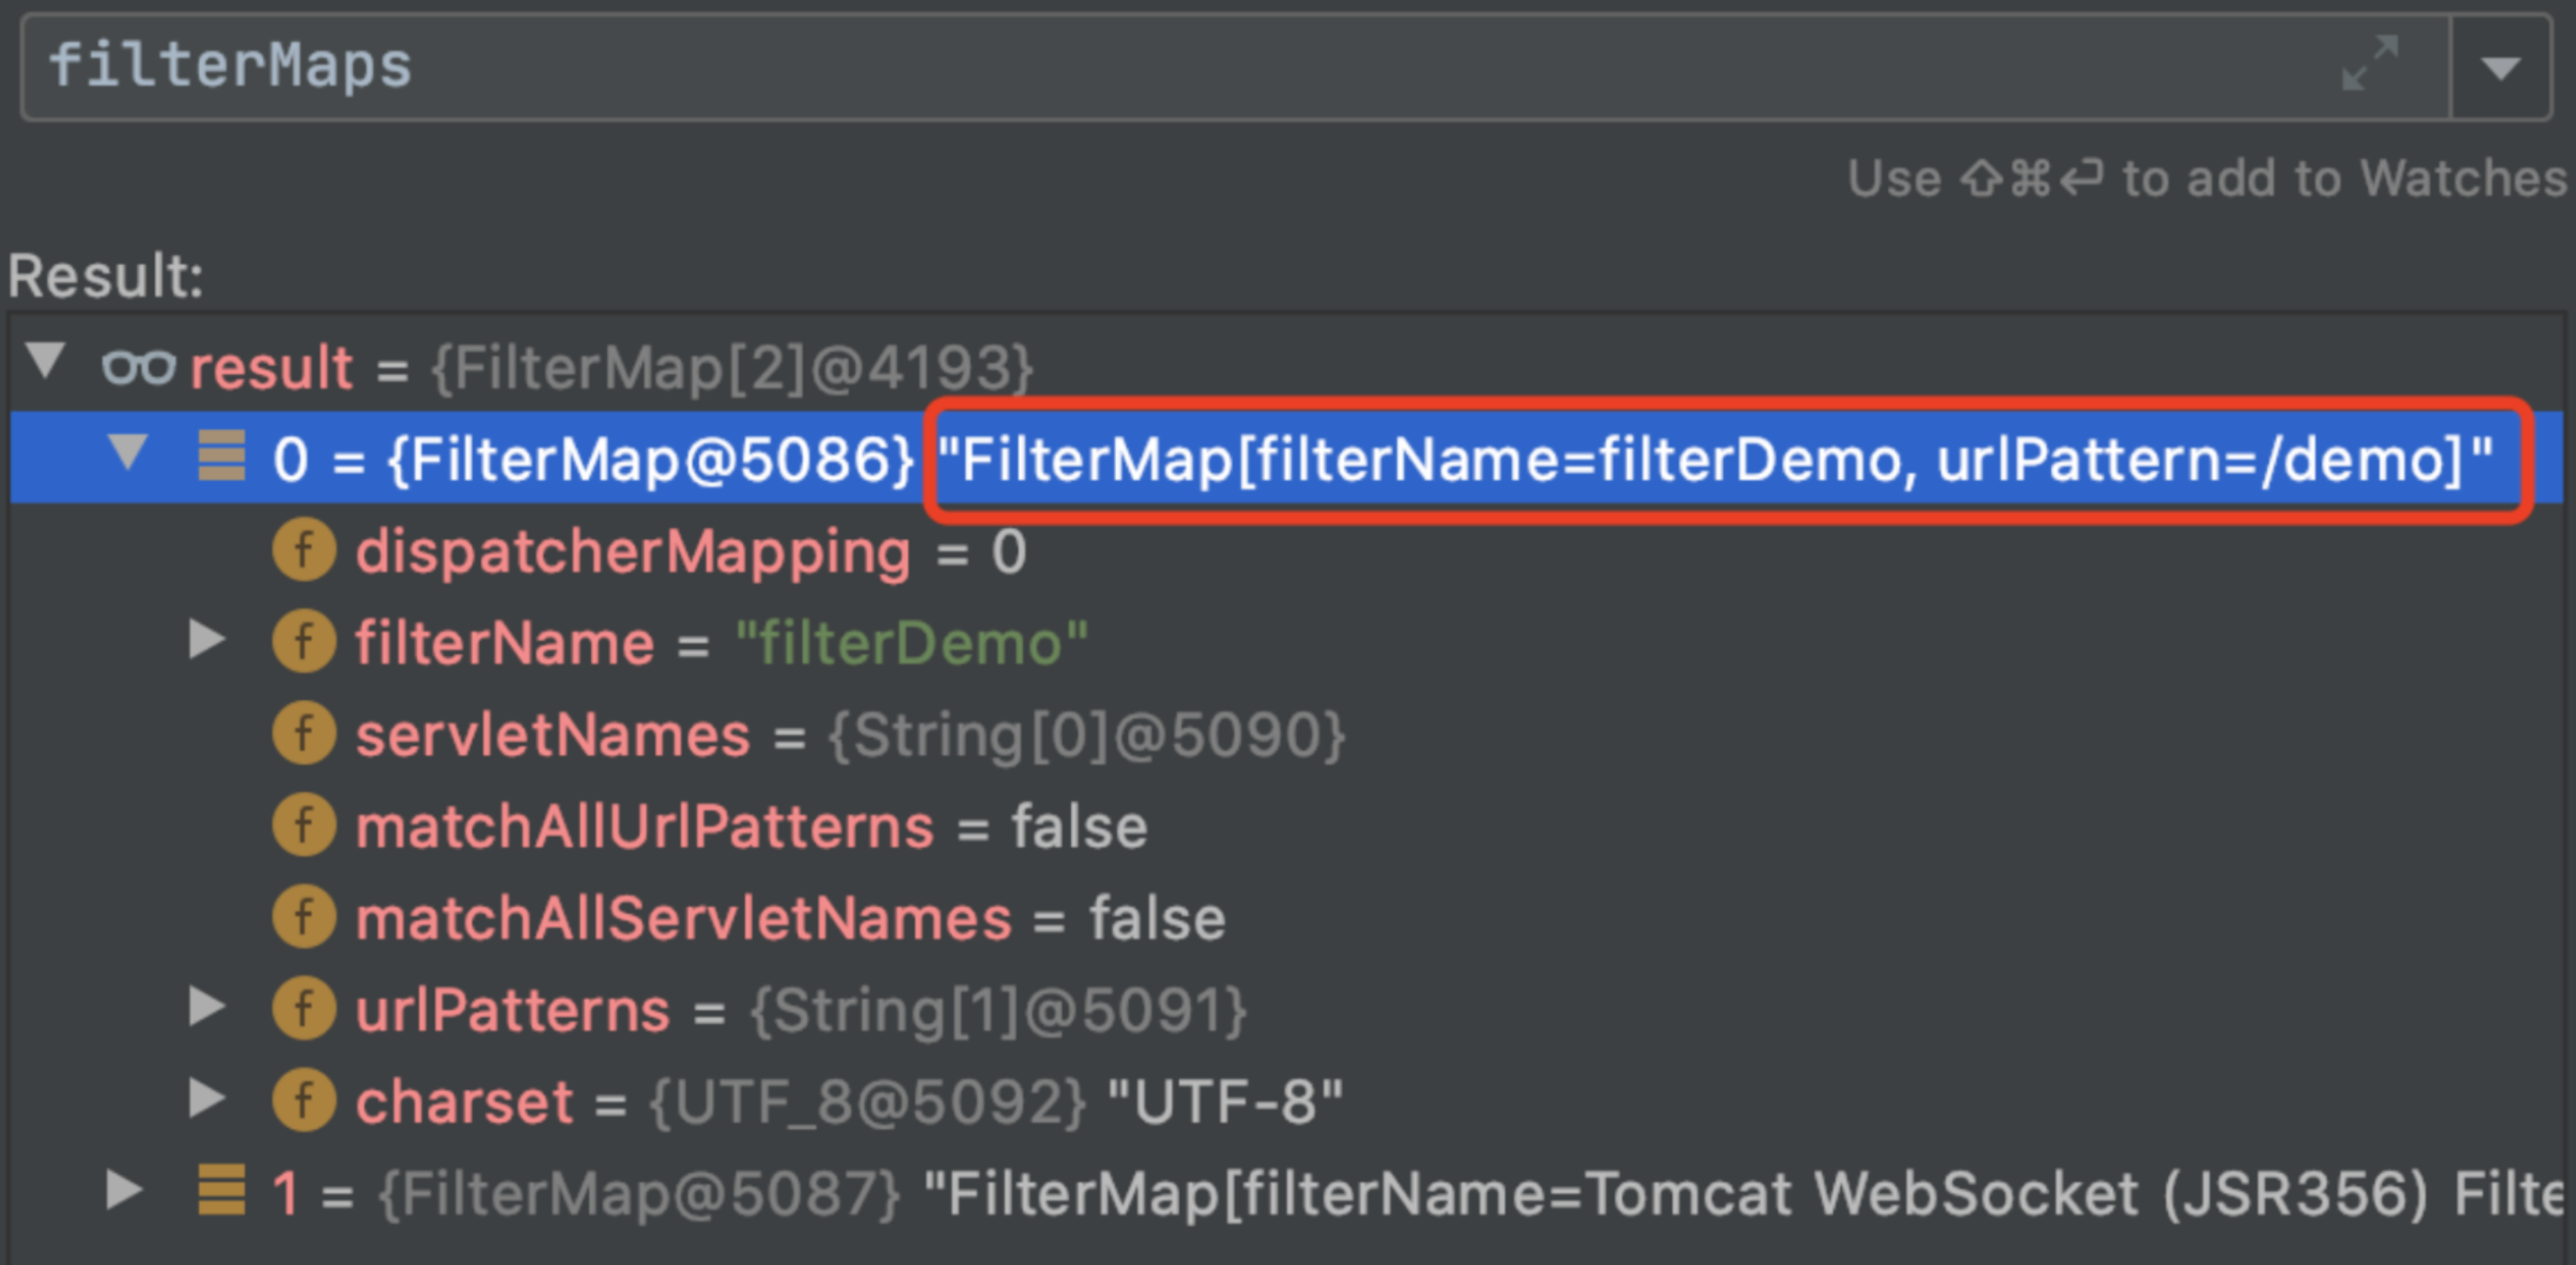 filterMaps
Use ⇧⌘⏎ to add to Watches
Result:
result = {FilterMap[2]@4193}
0 = {FilterMap@5086} "FilterMap[filterName=filterDemo, urlPattern=/demo]"
f dispatcherMapping = 0
f filterName = "filterDemo"
f servletNames = {String[0]@5090}
f matchAllUrlPatterns = false
f matchAllServletNames = false
f urlPatterns = {String[1]@5091}
f charset = {UTF_8@5092} "UTF-8"
1 = {FilterMap@5087} "FilterMap[filterName=Tomcat WebSocket (JSR356) Filte